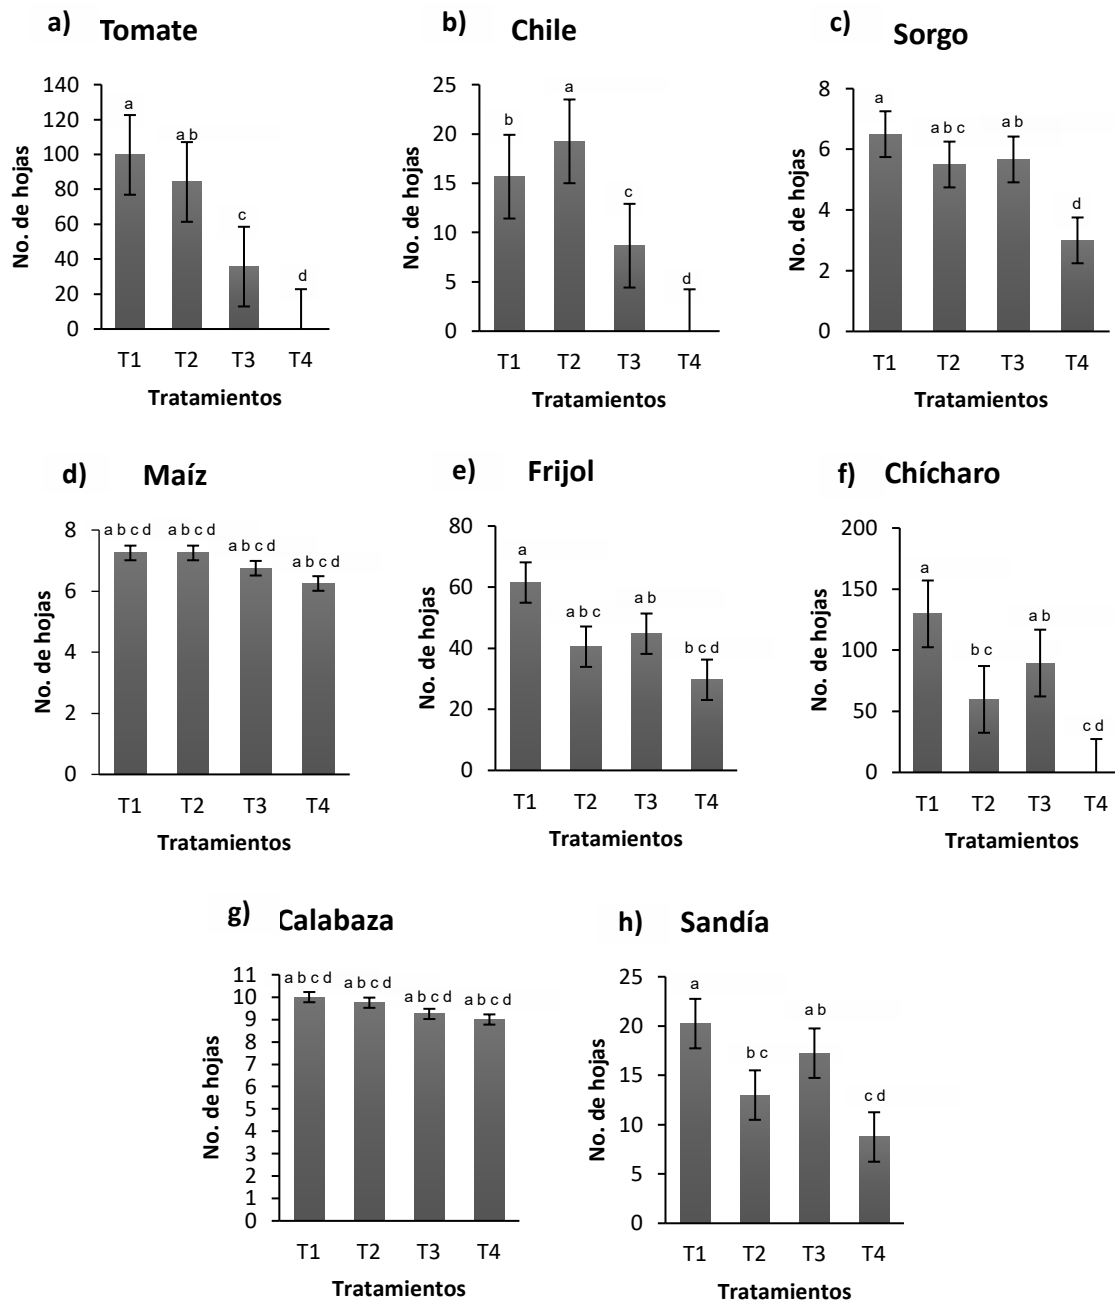 a) Tomate
No. de hojas
140
120
100
80
60
40
20
0
a
a b
c
d
T1 T2 T3 T4
Tratamientos
b) Chile
No. de hojas
25
20
15
10
5
0
b
a
c
d
T1 T2 T3 T4
Tratamientos
c) Sorgo
No. de hojas
8
6
4
2
0
a
a b c
a b
d
T1 T2 T3 T4
Tratamientos
d) Maíz
No. de hojas
8
6
4
2
0
a b c d
a b c d
a b c d
a b c d
T1 T2 T3 T4
Tratamientos
e) Frijol
No. de hojas
80
60
40
20
0
a
a b c
a b
b c d
T1 T2 T3 T4
Tratamientos
f) Chícharo
No. de hojas
200
150
100
50
0
a
b c
a b
c d
T1 T2 T3 T4
Tratamientos
g) Calabaza
No. de hojas
11
10
9
8
7
6
5
4
3
2
1
0
a b c d
a b c d
a b c d
a b c d
T1 T2 T3 T4
Tratamientos
h) Sandía
No. de hojas
25
20
15
10
5
0
a
b c
a b
c d
T1 T2 T3 T4
Tratamientos